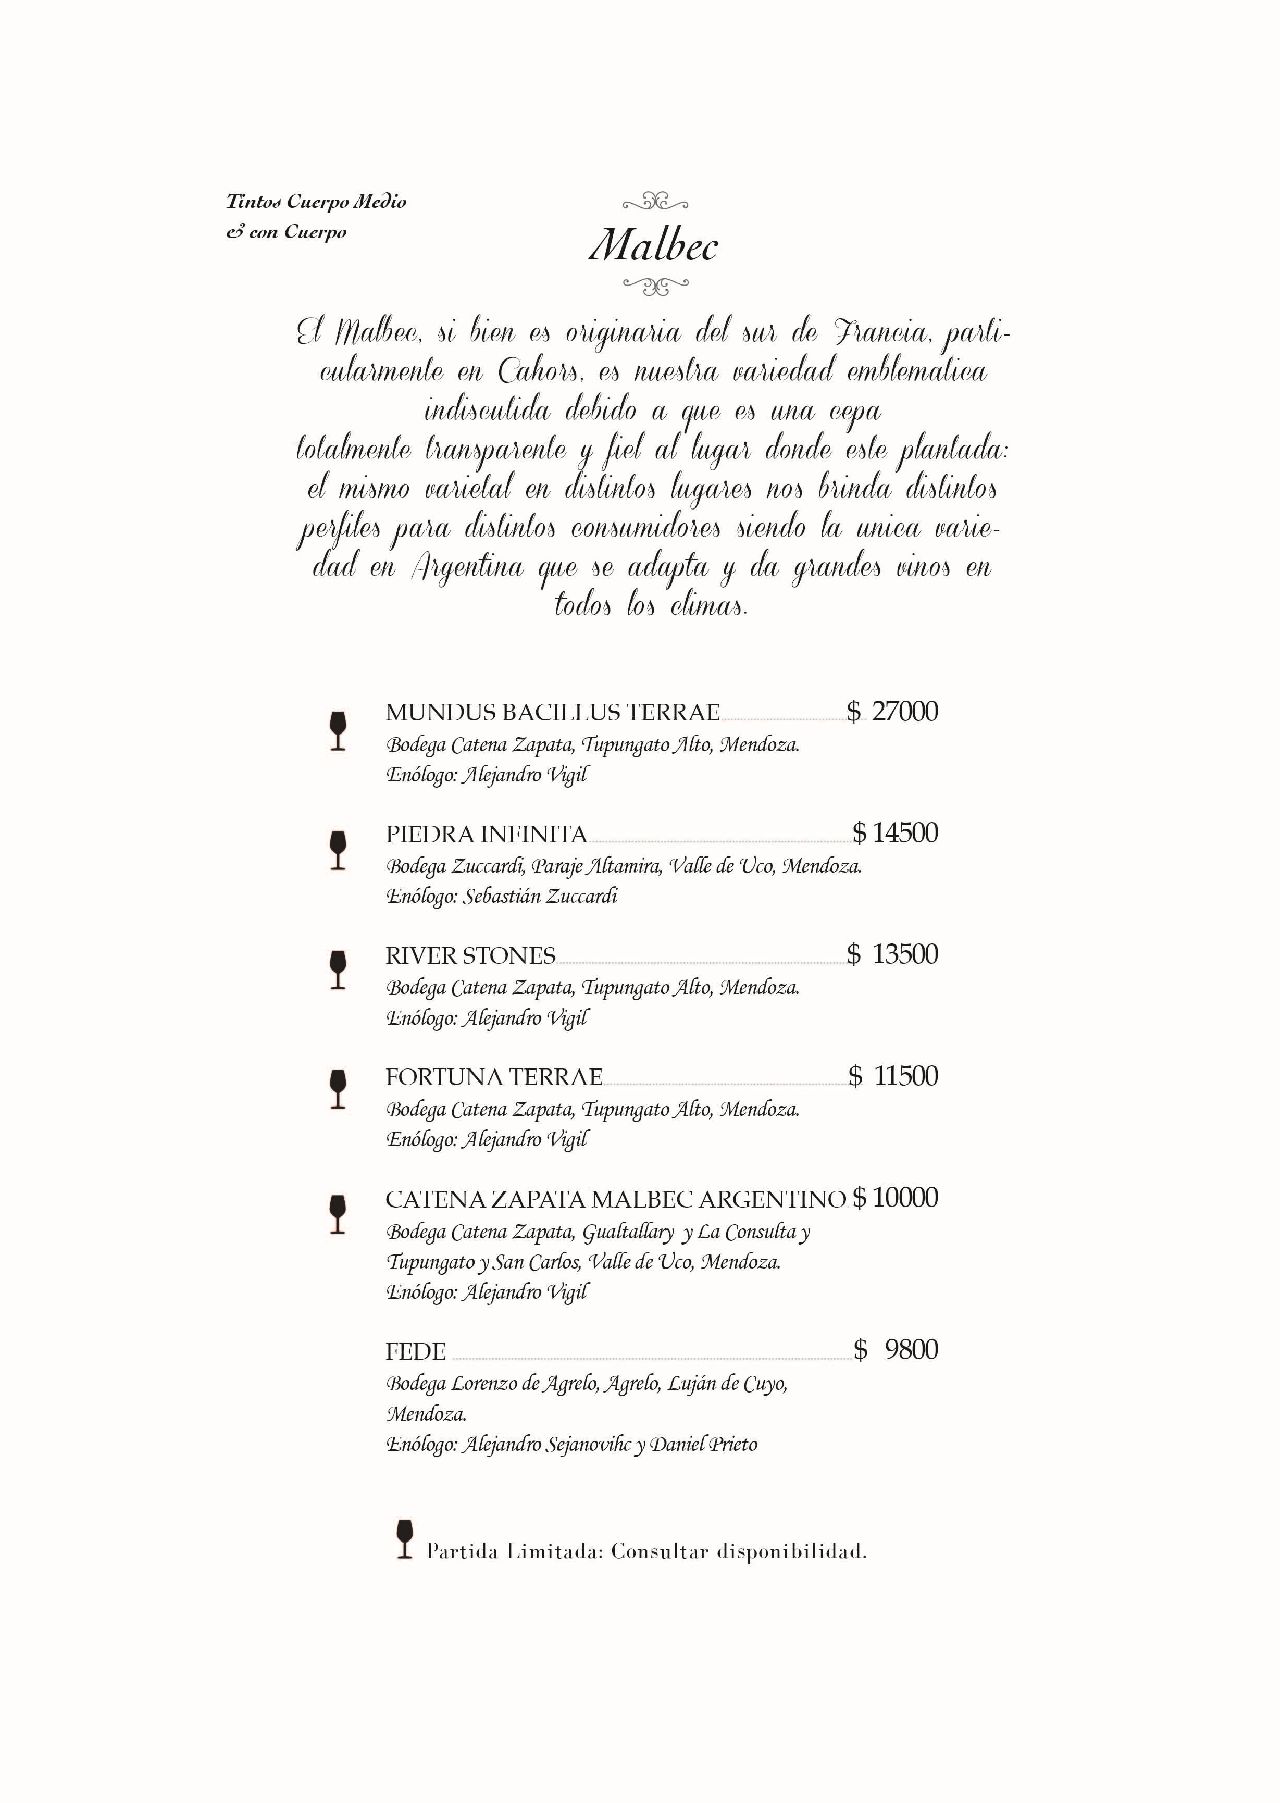 Tintos Cuerpo Medio
& con Cuerpo
Malbec
El Malbec, si bien es originaria del sur de Francia, parti-
cularmente en Cahors, es nuestra variedad emblematica
indiscutida debido a que es una cepa
totalmente transparente y fiel al lugar donde este plantada:
el mismo varietal en distintos lugares nos brinda distintos
perfiles para distintos consumidores siendo la unica varie-
dad en Argentina que se adapta y da grandes vinos en
todos los climas.
MUNDUS BACILLUS TERRAE $ 27000
Bodega Catena Zapata, Tupungato Alto, Mendoza.
Enólogo: Alejandro Vigil
PIEDRA INFINITA $ 14500
Bodega Zuccardi, Paraje Altamira, Valle de Uco, Mendoza.
Enólogo: Sebastián Zuccardi
RIVER STONES $ 13500
Bodega Catena Zapata, Tupungato Alto, Mendoza.
Enólogo: Alejandro Vigil
FORTUNA TERRAE $ 11500
Bodega Catena Zapata, Tupungato Alto, Mendoza.
Enólogo: Alejandro Vigil
CATENA ZAPATA MALBEC ARGENTINO $ 10000
Bodega Catena Zapata, Gualtallary y La Consulta y
Tupungato y San Carlos, Valle de Uco, Mendoza.
Enólogo: Alejandro Vigil
FEDE $ 9800
Bodega Lorenzo de Agrelo, Agrelo, Luján de Cuyo,
Mendoza.
Enólogo: Alejandro Sejanovihc y Daniel Prieto
Partida Limitada: Consultar disponibilidad.